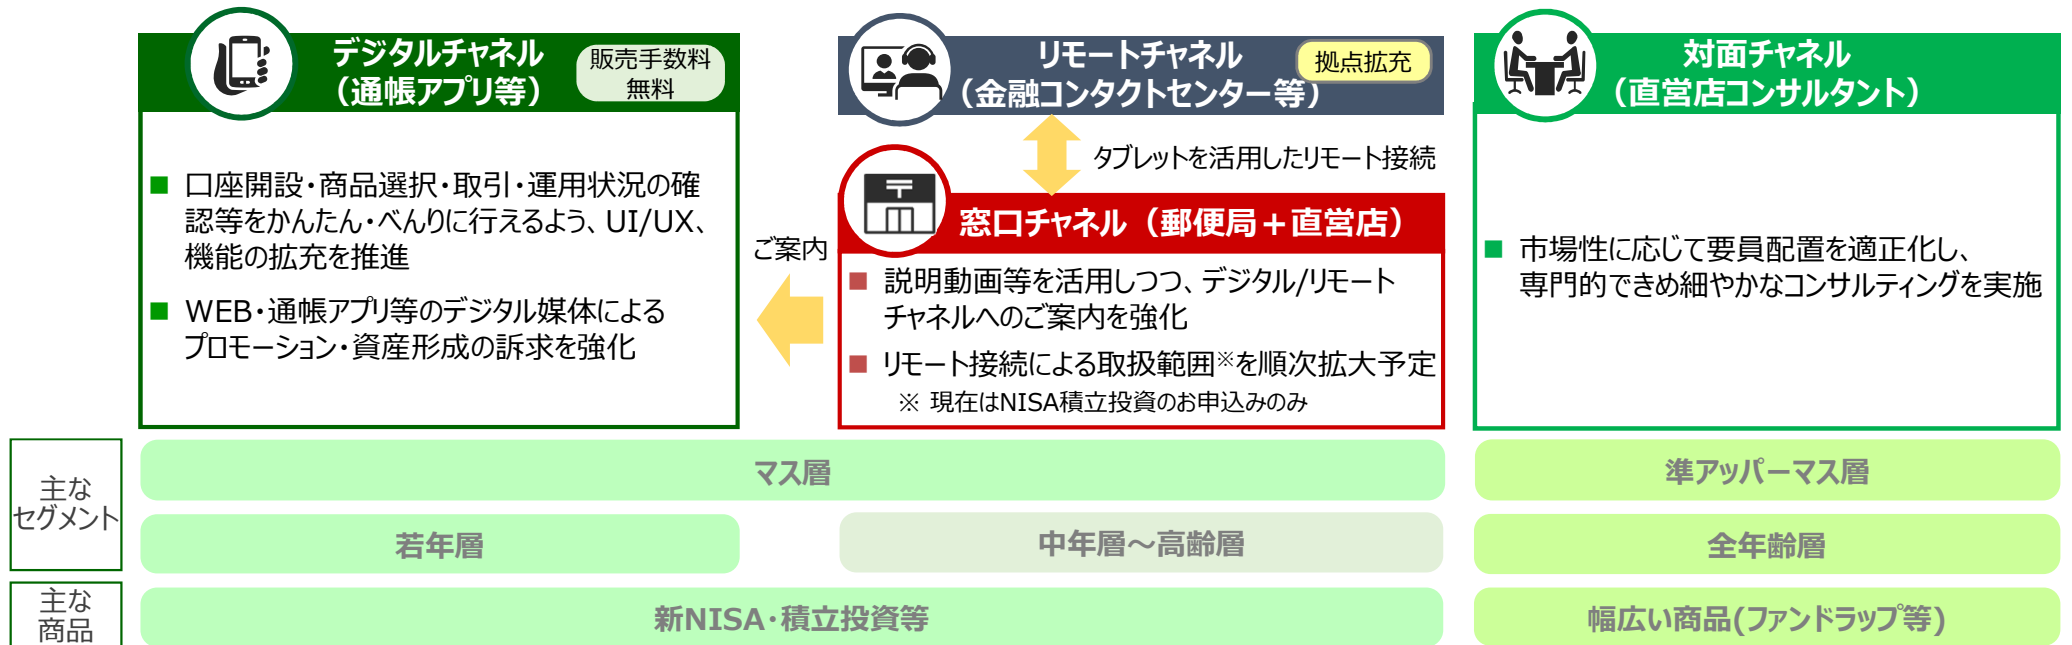 デジタルチャネル
（通帳アプリ等）
販売手数料
無料
■ 口座開設・商品選択・取引・運用状況の確
認等をかんたん・べんりに行えるよう、UI/UX、
機能の拡充を推進
■ WEB・通帳アプリ等のデジタル媒体による
プロモーション・資産形成の訴求を強化
ご案内
リモートチャネル
（金融コンタクトセンター等）
拠点拡充
タブレットを活用したリモート接続
〒
窓口チャネル（郵便局＋直営店）
■ 説明動画等を活用しつつ、デジタル/リモート
チャネルへのご案内を強化
■ リモート接続による取扱範囲※を順次拡大予定
※ 現在はNISA積立投資のお申込みのみ
対面チャネル
（直営店コンサルタント）
■ 市場性に応じて要員配置を適正化し、
専門的できめ細やかなコンサルティングを実施
主な
セグメント
マス層
準アッパーマス層
若年層
中年層～高齢層
全年齢層
主な
商品
新NISA・積立投資等
幅広い商品(ファンドラップ等)